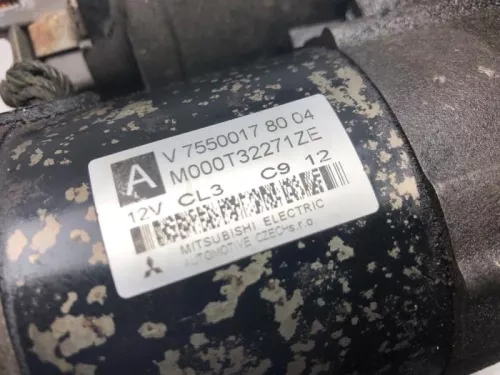 A
V 7550017 80 04
M000T32271ZE
12V CL3 C9 12
MITSUBISHI ELECTRIC
AUTOMOTIVE CZECH s.r.o